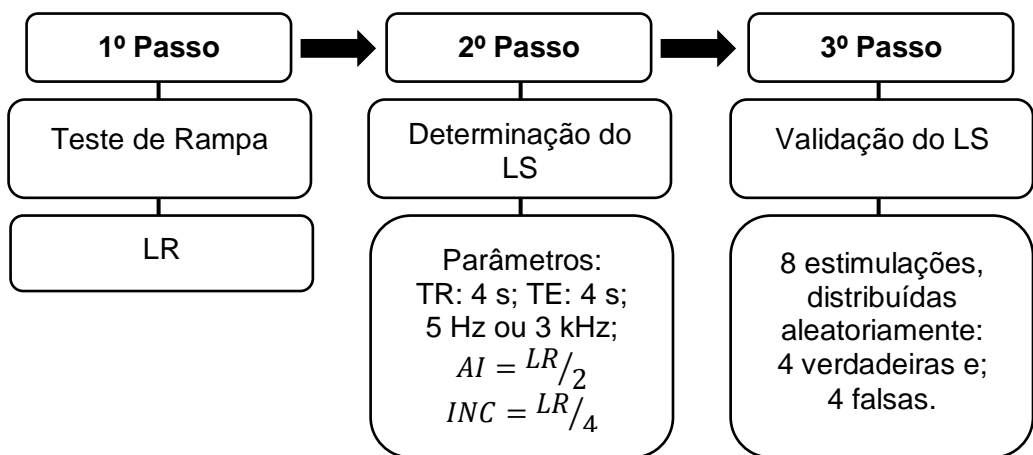 1º Passo
Teste de Rampa
LR
2º Passo
Determinação do
LS
Parâmetros:
TR: 4 s; TE: 4 s;
5 Hz ou 3 kHz;
AI = LR/2
INC = LR/4
3º Passo
Validação do LS
8 estimulações,
distribuídas
aleatoriamente:
4 verdadeiras e;
4 falsas.